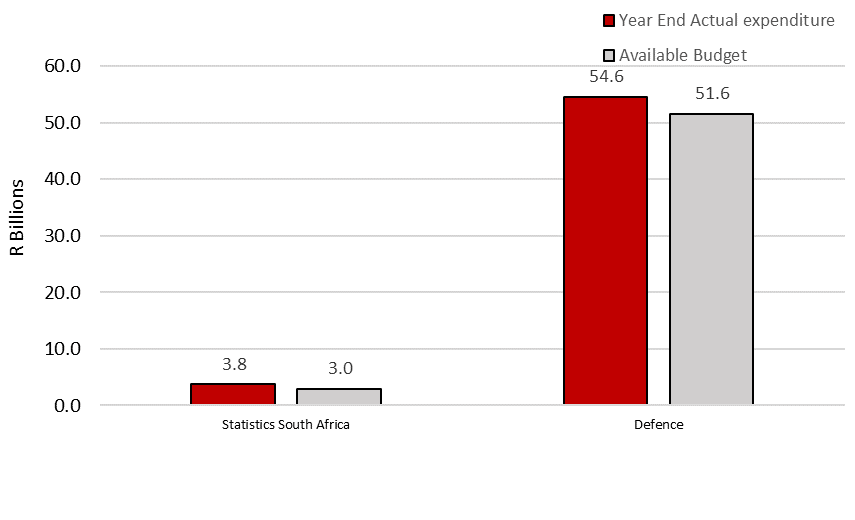 Year End Actual expenditure
Available Budget
60.0
54.6
51.6
50.0
40.0
R Billions
30.0
20.0
10.0
3.8
3.0
0.0
Statistics South Africa
Defence